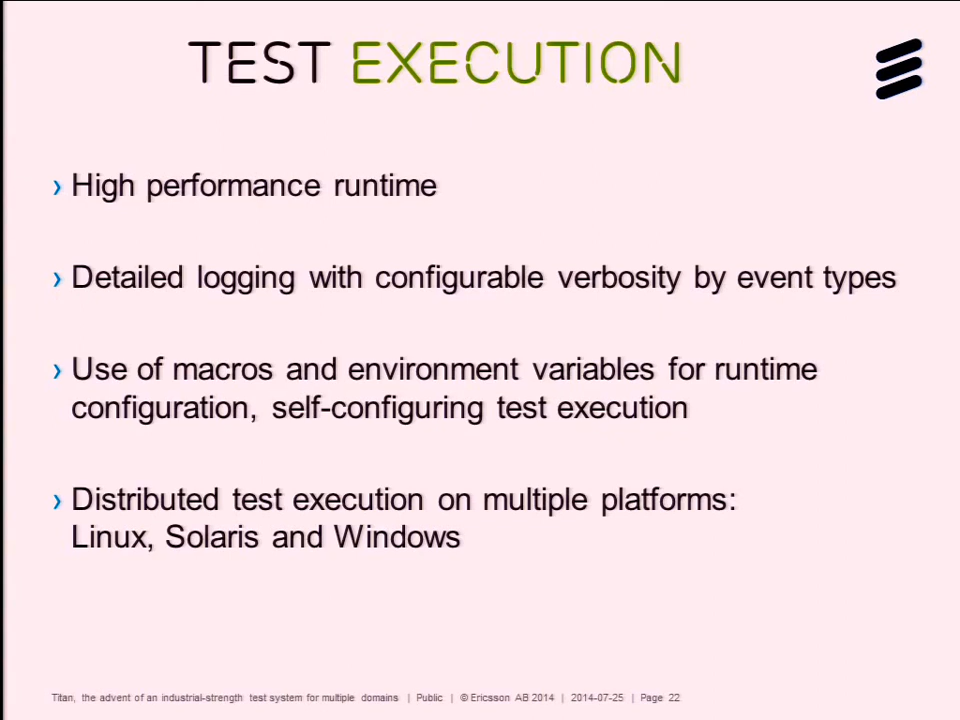 TEST EXECUTION
› High performance runtime
› Detailed logging with configurable verbosity by event types
› Use of macros and environment variables for runtime
configuration, self-configuring test execution
› Distributed test execution on multiple platforms:
Linux, Solaris and Windows
Titan, the advent of an industrial-strength test system for multiple domains | Public | © Ericsson AB 2014 | 2014-07-25 | Page 22